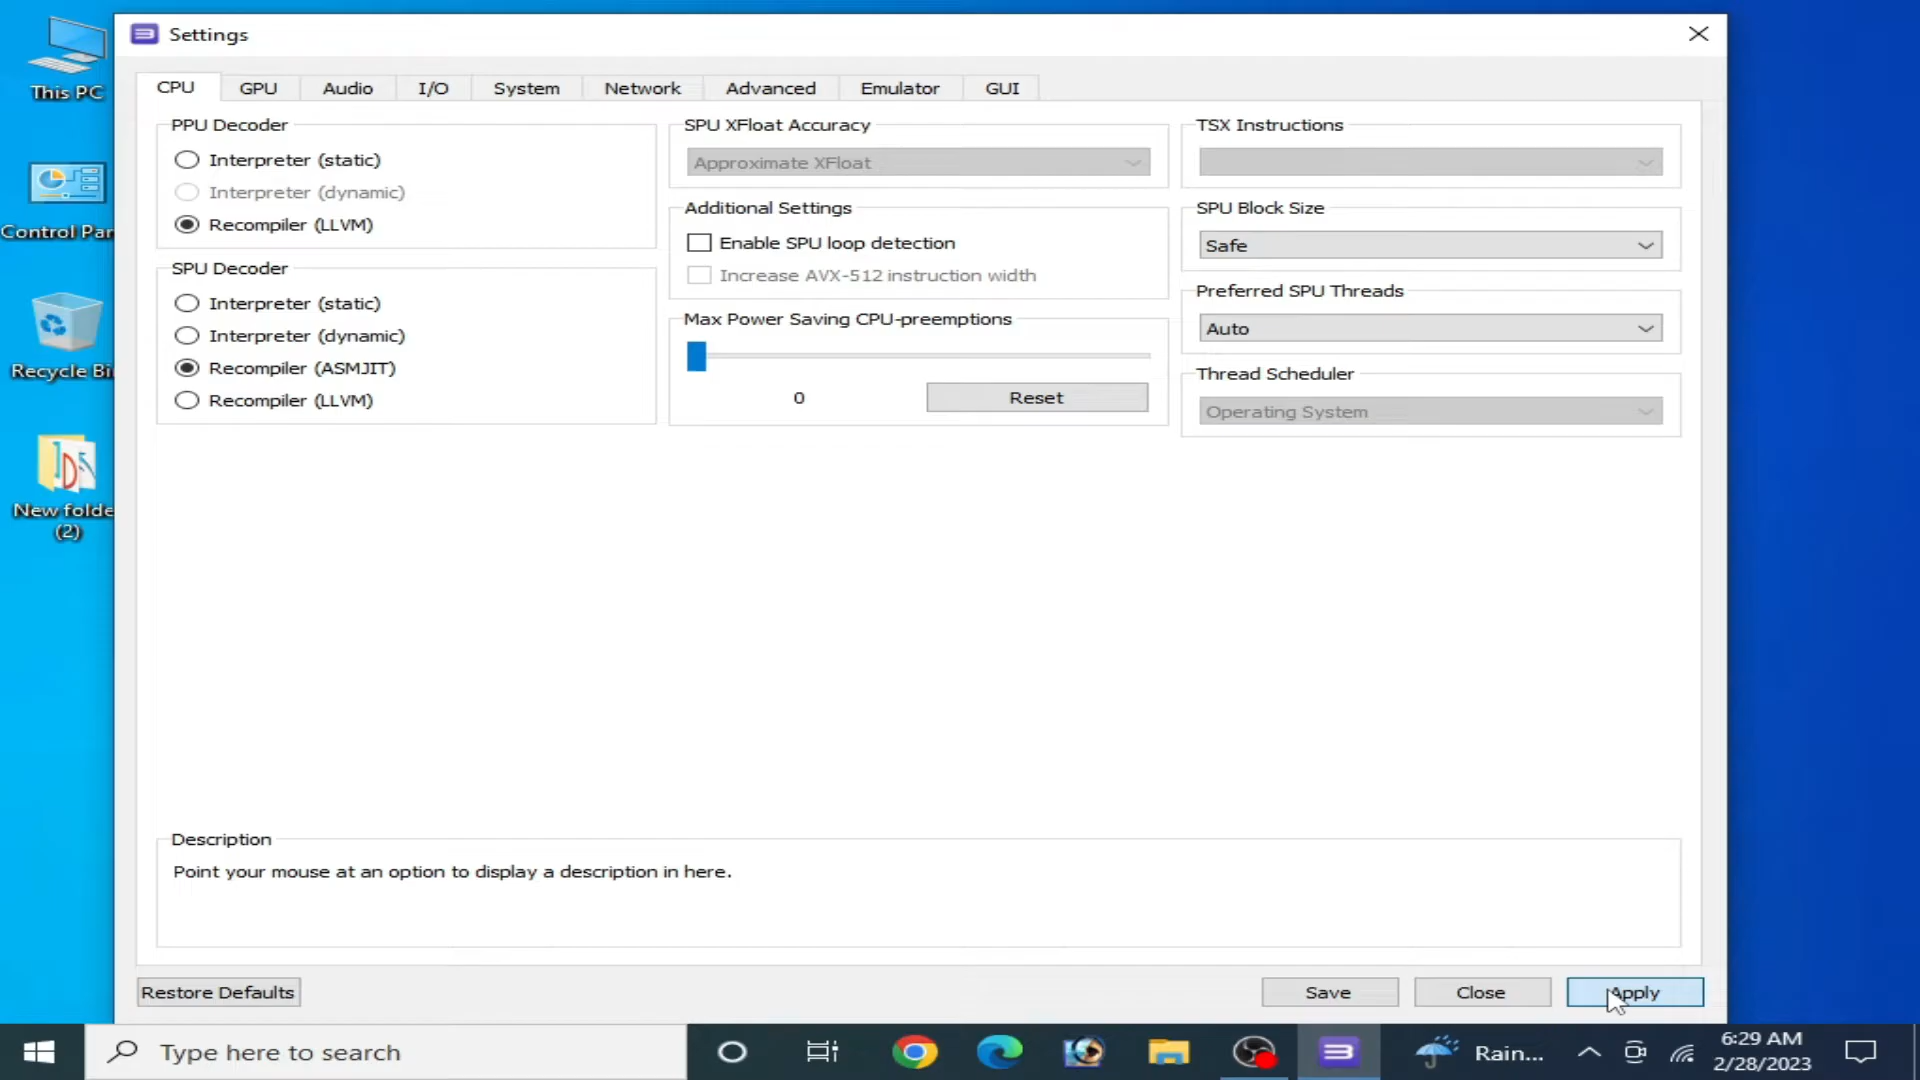 This PC
Control Par
Recycle Bi
New folde
(2)
Settings
CPU GPU Audio I/O System Network Advanced Emulator GUI
PPU Decoder
Interpreter (static)
Interpreter (dynamic)
Recompiler (LLVM)
SPU Decoder
Interpreter (static)
Interpreter (dynamic)
Recompiler (ASMJIT)
Recompiler (LLVM)
SPU XFloat Accuracy
Approximate XFloat
Additional Settings
Enable SPU loop detection
Increase AVX-512 instruction width
Max Power Saving CPU-preemptions
0 Reset
TSX Instructions
SPU Block Size
Safe
Preferred SPU Threads
Auto
Thread Scheduler
Operating System
Description
Point your mouse at an option to display a description in here.
Restore Defaults Save Close Apply
Type here to search
Rain...
6:29 AM
2/28/2023